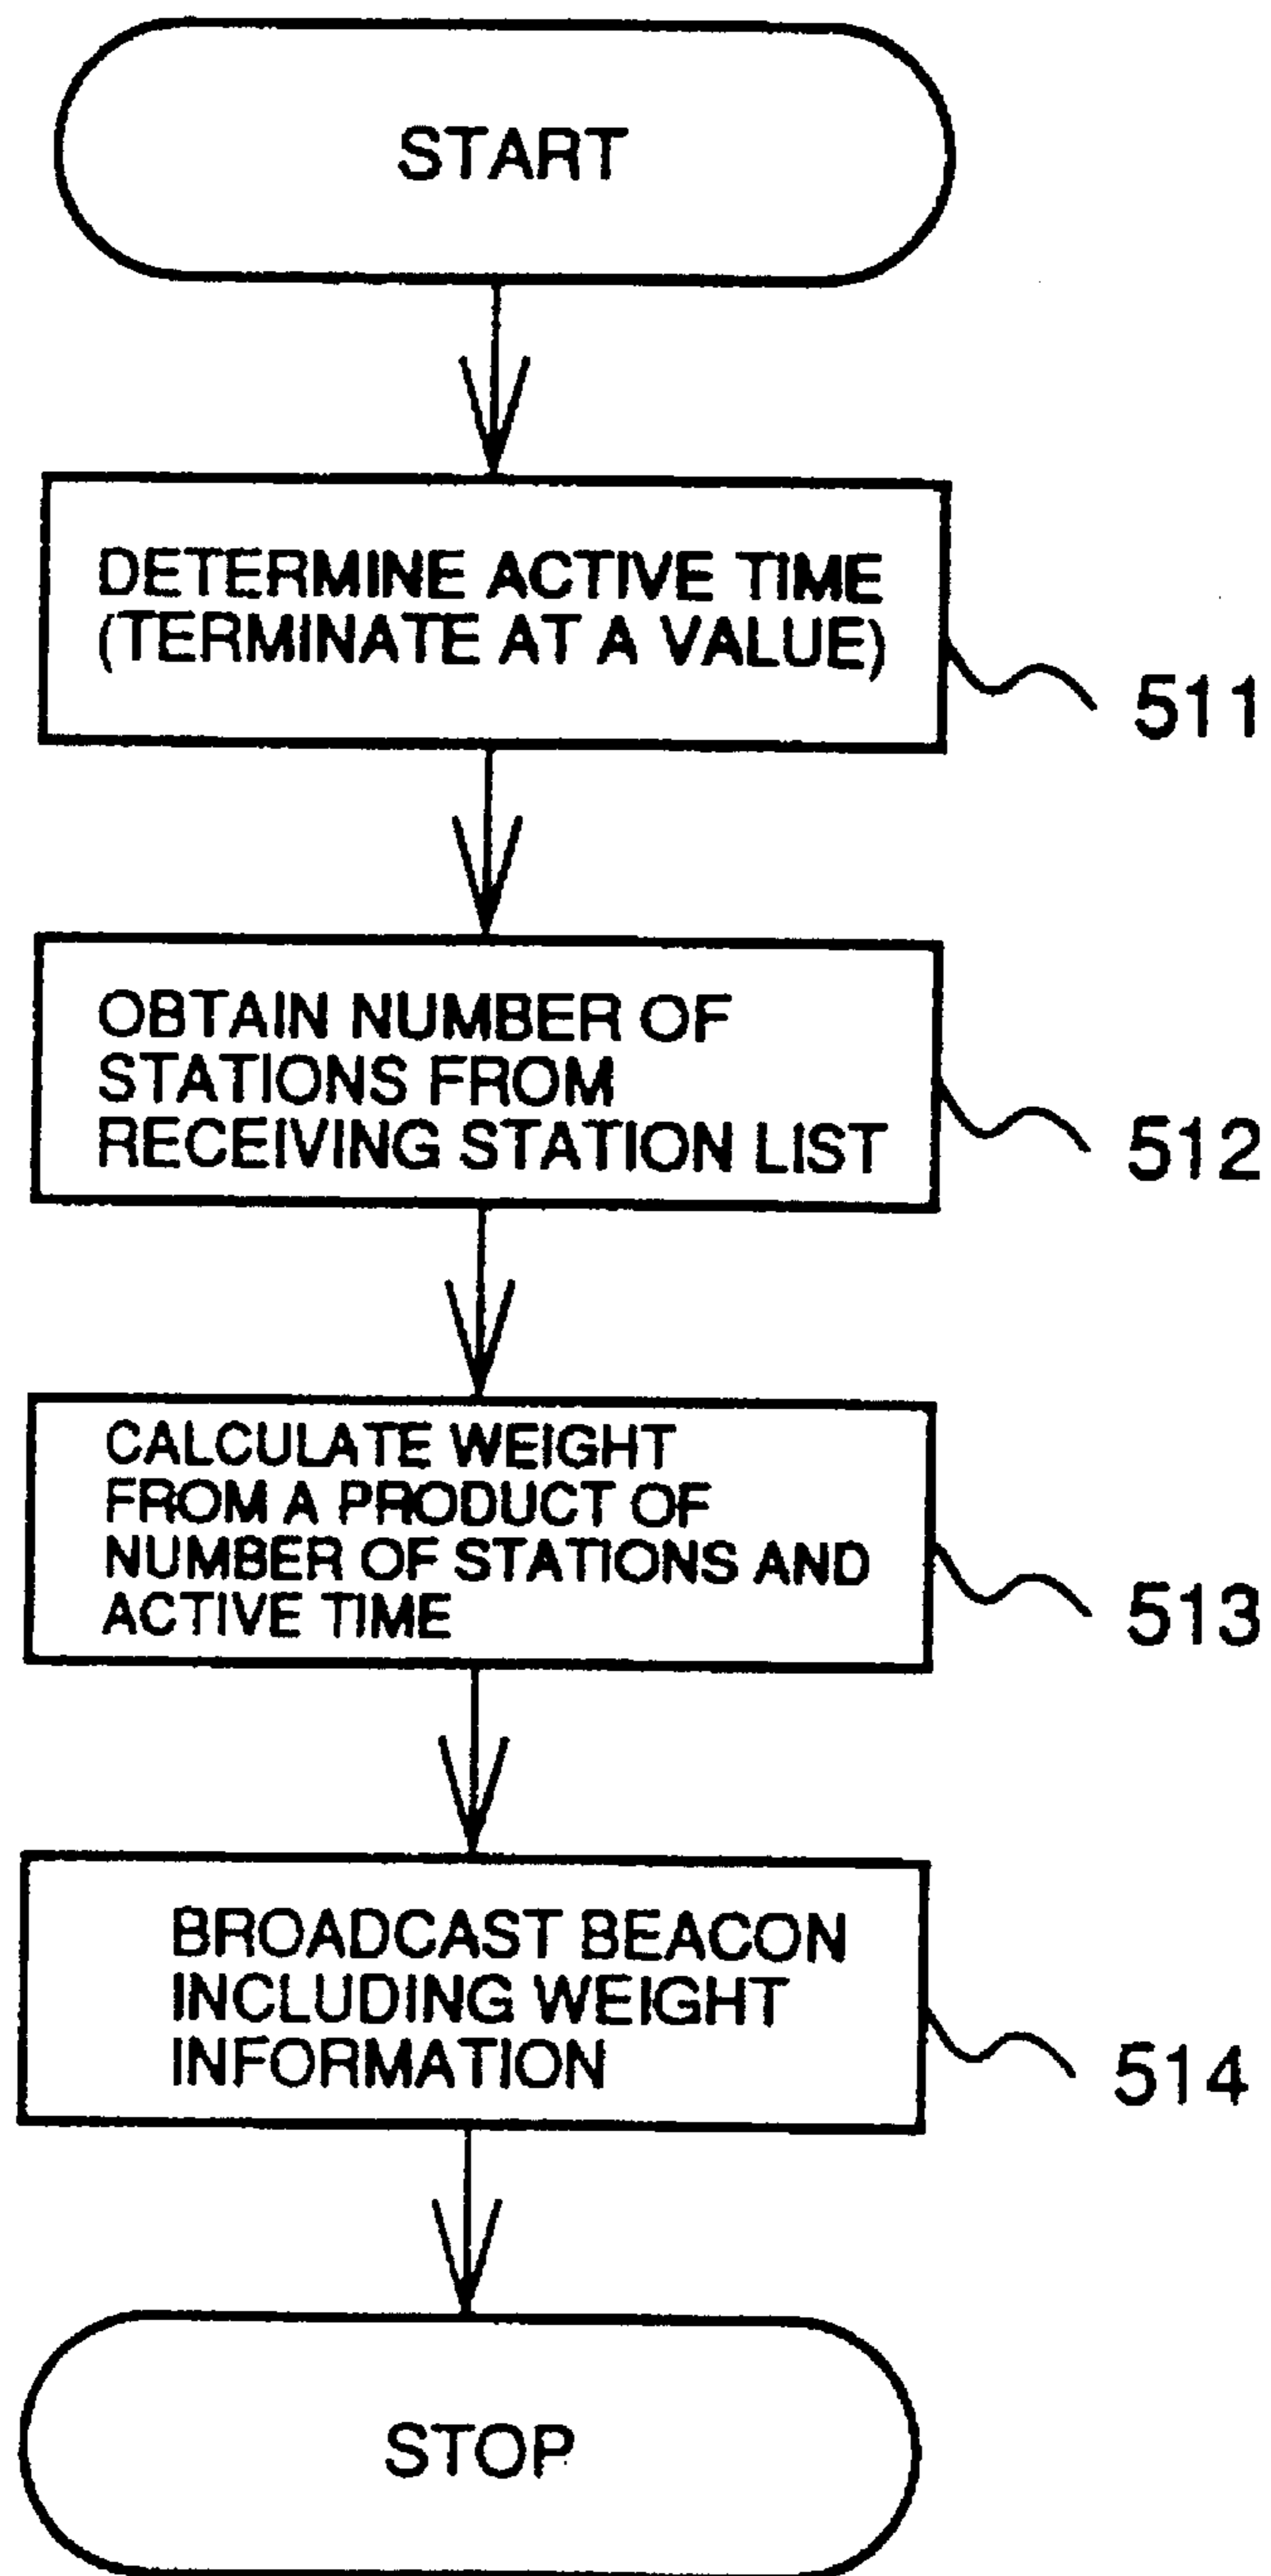 START
DETERMINE ACTIVE TIME
(TERMINATE AT A VALUE)
511
OBTAIN NUMBER OF
STATIONS FROM
RECEIVING STATION LIST
512
CALCULATE WEIGHT
FROM A PRODUCT OF
NUMBER OF STATIONS AND
ACTIVE TIME
513
BROADCAST BEACON
INCLUDING WEIGHT
INFORMATION
514
STOP